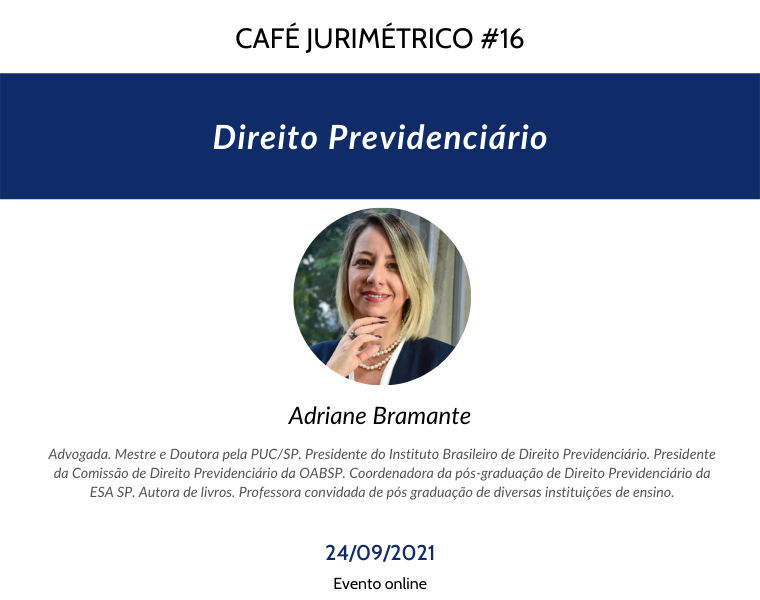 CAFÉ JURIMÉTRICO #16
Direito Previdenciário
Adriane Bramante
Advogada. Mestre e Doutora pela PUC/SP. Presidente do Instituto Brasileiro de Direito Previdenciário. Presidente
da Comissão de Direito Previdenciário da OABSP. Coordenadora da pós-graduação de Direito Previdenciário da
ESA SP. Autora de livros. Professora convidada de pós graduação de diversas instituições de ensino.
24/09/2021
Evento online